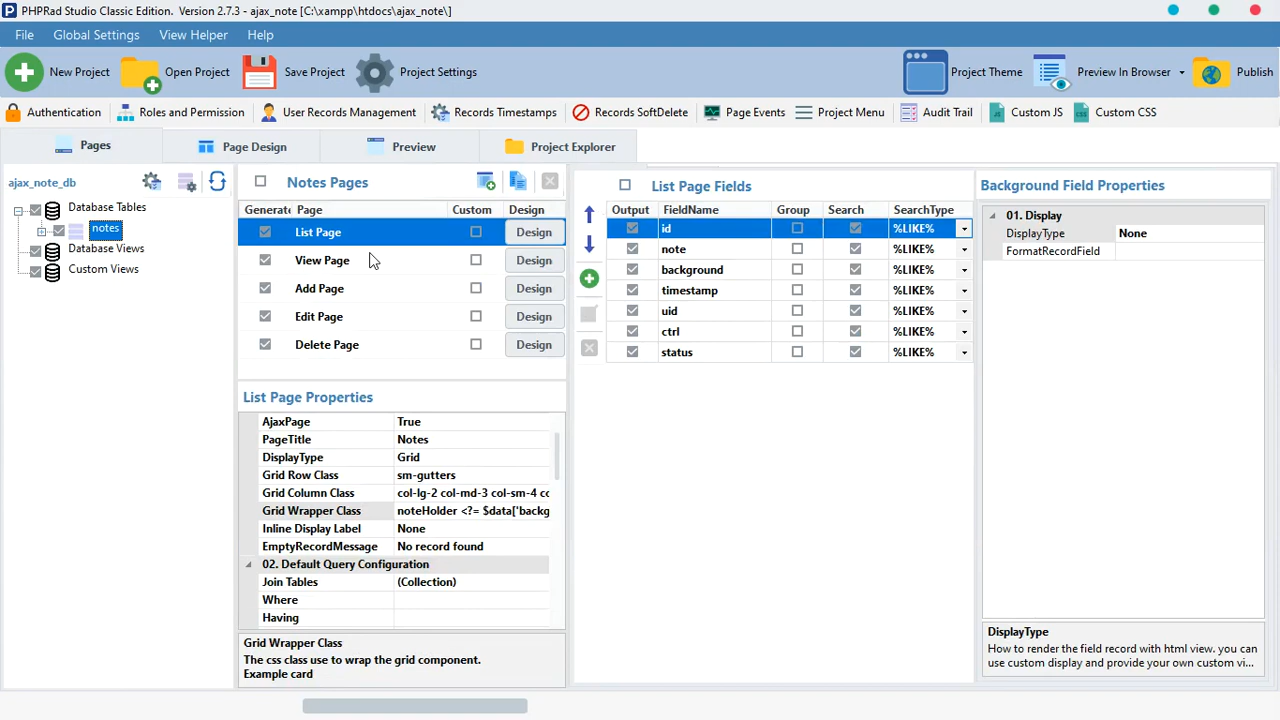 PHPRad Studio Classic Edition. Version 2.7.3 - ajax_note [C:\xampp\htdocs\ajax_note\]
File Global Settings View Helper Help
New Project Open Project Save Project Project Settings Project Theme Preview In Browser Publish
Authentication Roles and Permission User Records Management Records Timestamps Records SoftDelete Page Events Project Menu Audit Trail Custom JS Custom CSS
Pages Page Design Preview Project Explorer
ajax_note_db
Database Tables
notes
Database Views
Custom Views
Notes Pages
Generate Page Custom Design
List Page Design
View Page Design
Add Page Design
Edit Page Design
Delete Page Design
List Page Properties
AjaxPage True
PageTitle Notes
DisplayType Grid
Grid Row Class sm-gutters
Grid Column Class col-lg-2 col-md-3 col-sm-4 co
Grid Wrapper Class noteHolder <?= $data['backg
Inline Display Label None
EmptyRecordMessage No record found
02. Default Query Configuration
Join Tables (Collection)
Where
Having
Grid Wrapper Class
The css class use to wrap the grid component.
Example card
List Page Fields
Output FieldName Group Search SearchType
id %LIKE%
note %LIKE%
background %LIKE%
timestamp %LIKE%
uid %LIKE%
ctrl %LIKE%
status %LIKE%
Background Field Properties
01. Display
DisplayType None
FormatRecordField
DisplayType
How to render the field record with html view. you can
use custom display and provide your own custom vi...